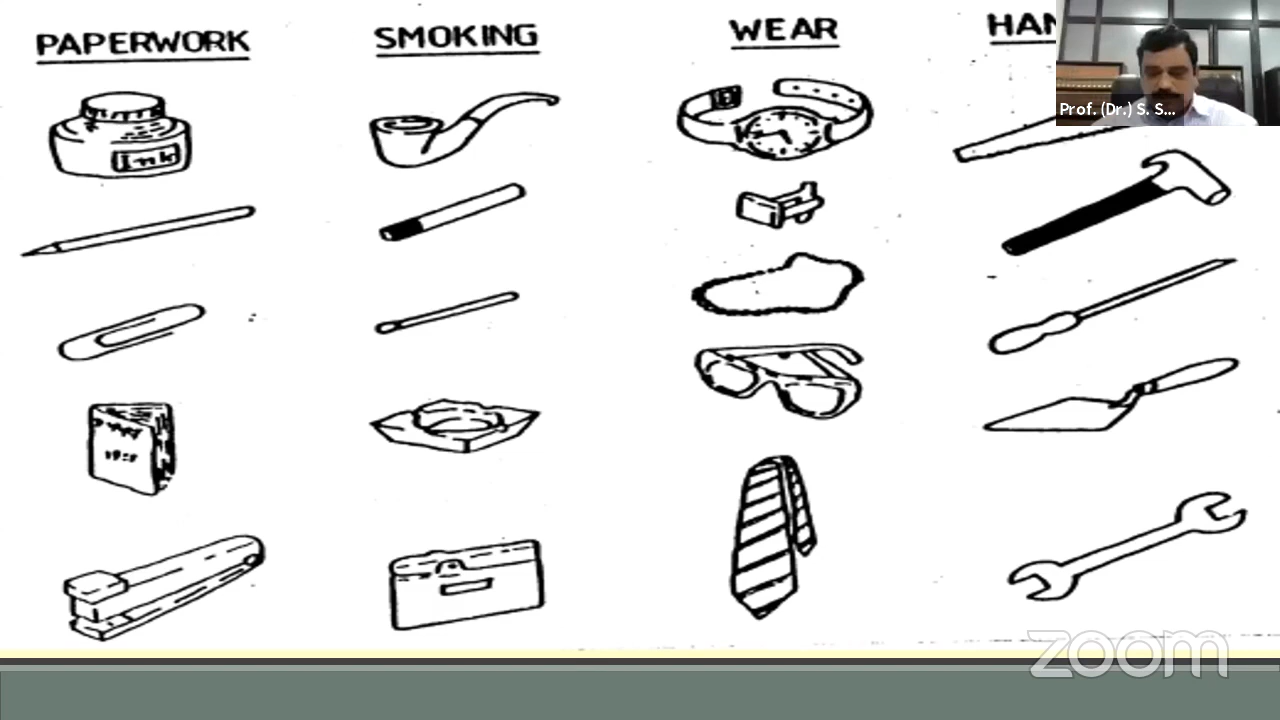 PAPERWORK
SMOKING
WEAR
HAN
Prof. (Dr.) S. S...
Ink
zoom